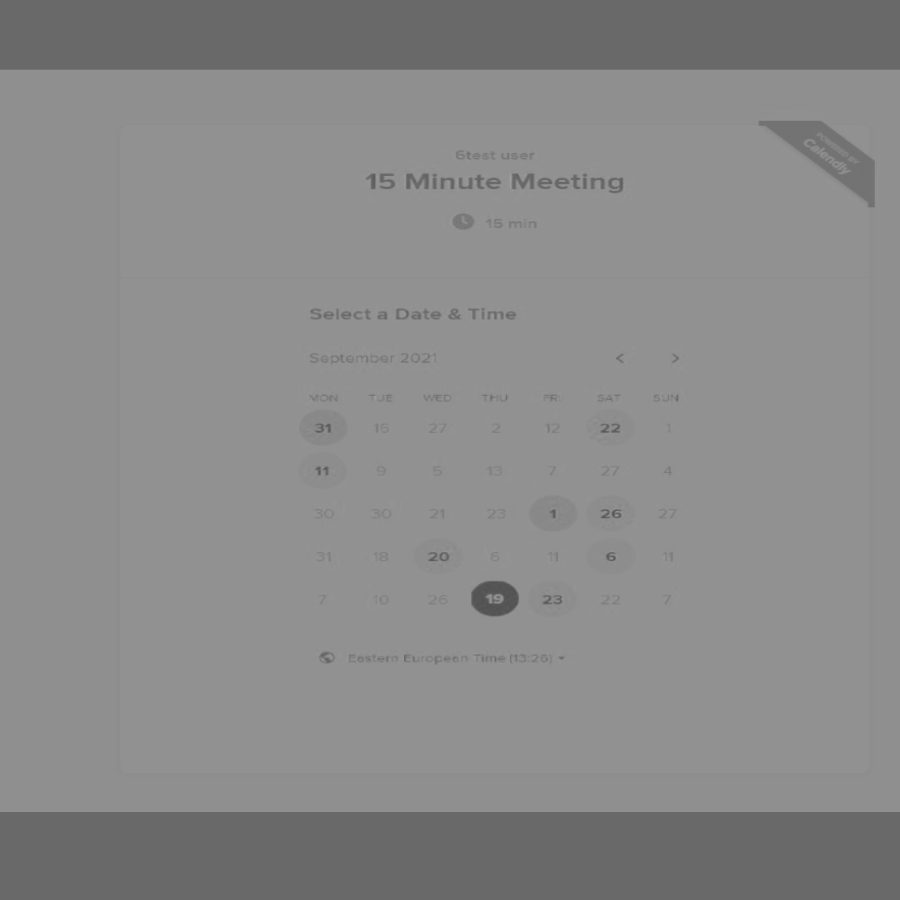 POWERED BY
Calendly
6test user
15 Minute Meeting
15 min
Select a Date & Time
September 2021
MON TUE WED THU FRI SAT SUN
31 15 27 2 12 22 1
11 9 5 13 7 27 4
30 30 21 23 1 26 27
31 18 20 6 11 6 11
7 10 26 19 23 22 7
Eastern European Time (13:26)